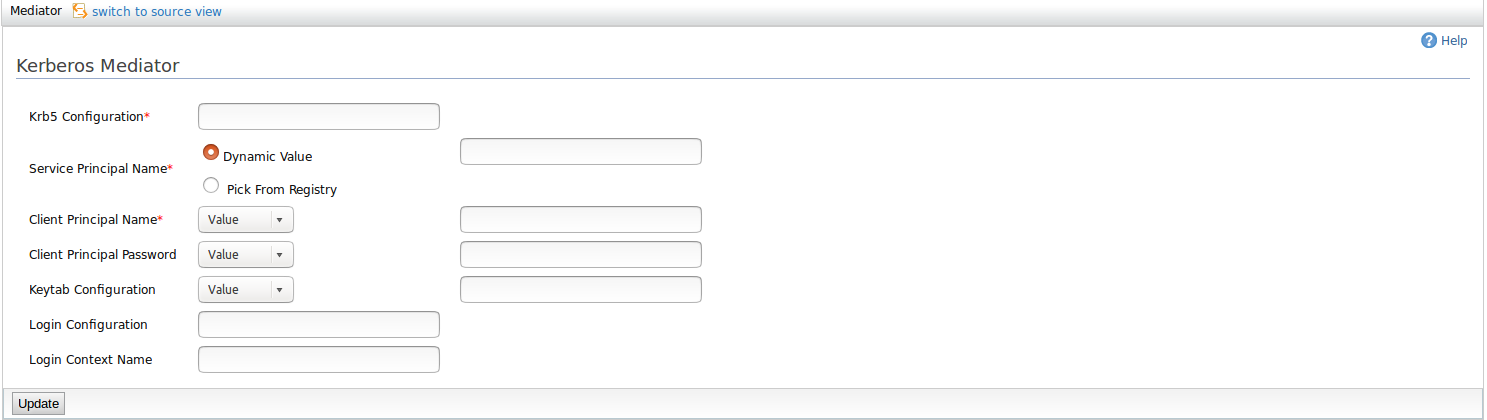 Mediator switch to source view
Help
Kerberos Mediator
Krb5 Configuration*
Service Principal Name*
Dynamic Value
Pick From Registry
Client Principal Name* Value
Client Principal Password Value
Keytab Configuration Value
Login Configuration
Login Context Name
Update